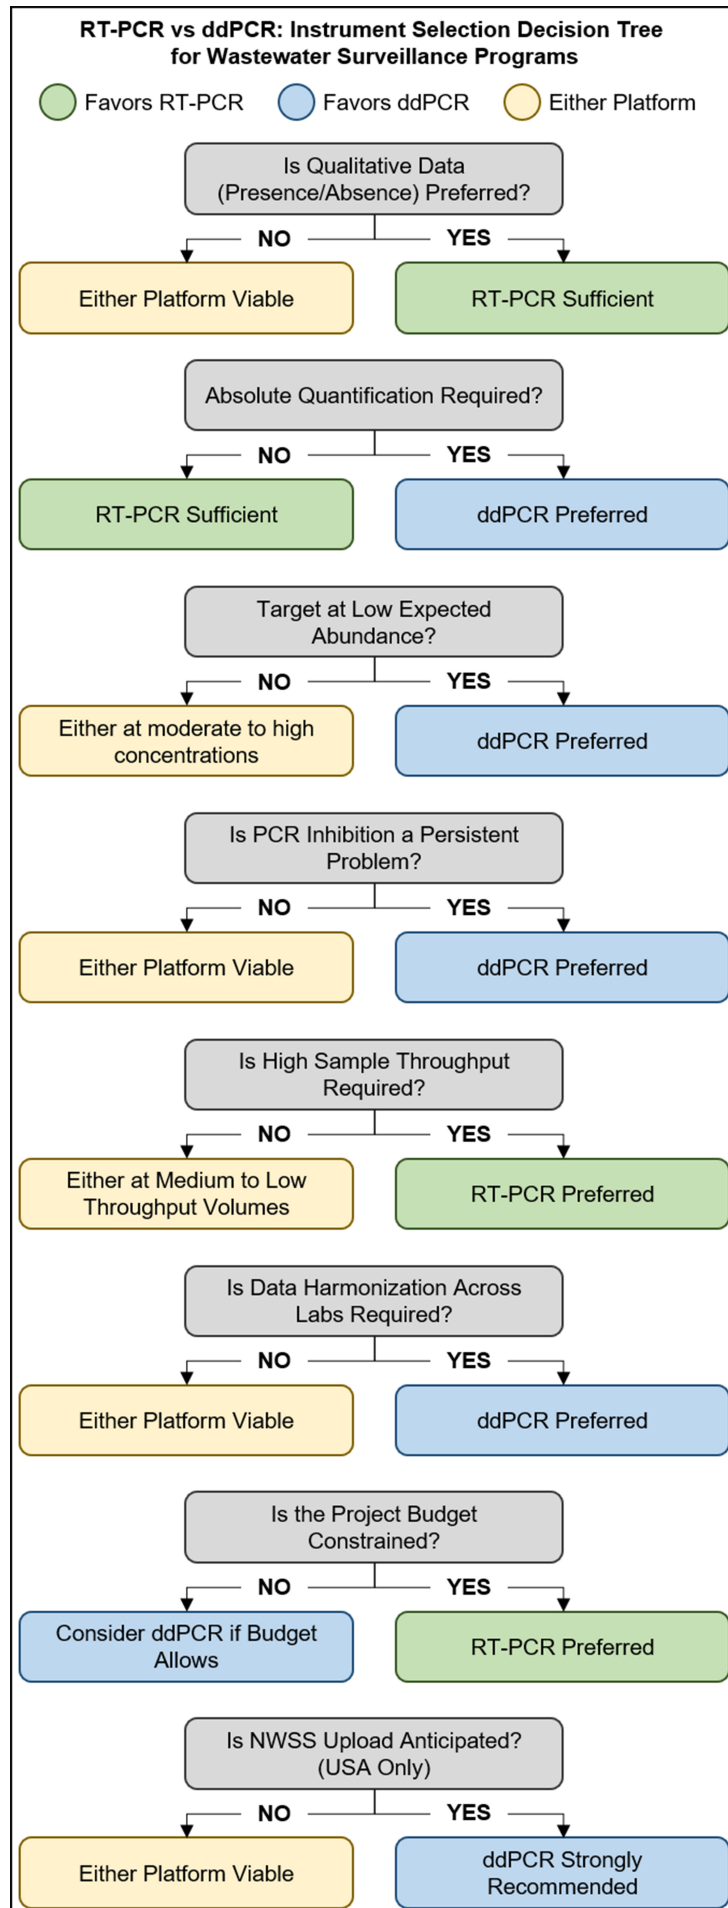 RT-PCR vs ddPCR: Instrument Selection Decision Tree
for Wastewater Surveillance Programs
Favors RT-PCR
Favors ddPCR
Either Platform
Is Qualitative Data
(Presence/Absence) Preferred?
NO
YES
Either Platform Viable
RT-PCR Sufficient
Absolute Quantification Required?
NO
YES
RT-PCR Sufficient
ddPCR Preferred
Target at Low Expected
Abundance?
NO
YES
Either at moderate to high
concentrations
ddPCR Preferred
Is PCR Inhibition a Persistent
Problem?
NO
YES
Either Platform Viable
ddPCR Preferred
Is High Sample Throughput
Required?
NO
YES
Either at Medium to Low
Throughput Volumes
RT-PCR Preferred
Is Data Harmonization Across
Labs Required?
NO
YES
Either Platform Viable
ddPCR Preferred
Is the Project Budget
Constrained?
NO
YES
Consider ddPCR if Budget
Allows
RT-PCR Preferred
Is NWSS Upload Anticipated?
(USA Only)
NO
YES
Either Platform Viable
ddPCR Strongly
Recommended